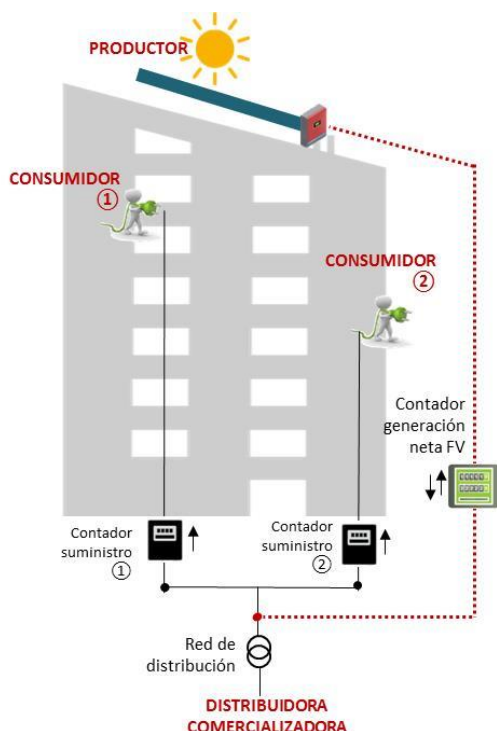 PRODUCTOR
CONSUMIDOR
①
CONSUMIDOR
②
Contador
generación
neta FV
Contador
suministro
①
Contador
suministro
②
Red de
distribución
DISTRIBUIDORA
COMERCIALIZADORA